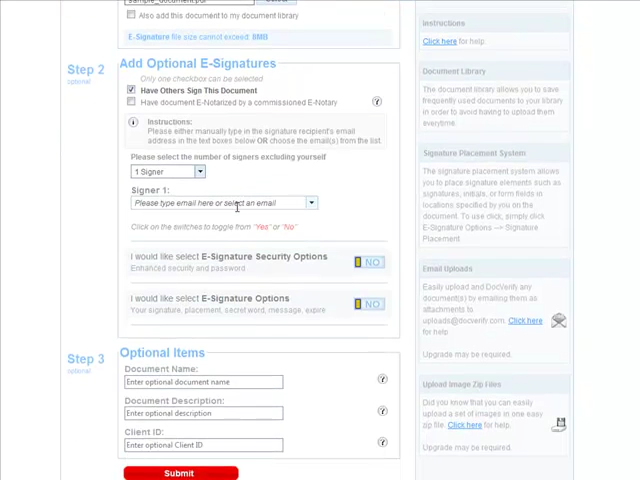 sample_document.pdf
Also add this document to my document library
E-Signature file size cannot exceed: 8MB
Step 2
optional
Add Optional E-Signatures
Only one checkbox can be selected
Have Others Sign This Document
Have document E-Notarized by a commissioned E-Notary
Instructions:
Please either manually type in the signature recipient's email
address in the text boxes below OR choose the email(s) from the list.
Please select the number of signers excluding yourself
1 Signer
Signer 1:
Please type email here or select an email
Click on the switches to toggle from "Yes" or "No"
I would like select E-Signature Security Options
Enhanced security and password
NO
I would like select E-Signature Options
Your signature, placement, secret word, message, expire
NO
Step 3
optional
Optional Items
Document Name:
Enter optional document name
Document Description:
Enter optional description
Client ID:
Enter optional Client ID
Submit
Instructions
Click here for help.
Document Library
The document library allows you to save
frequently used documents to your library
in order to avoid having to upload them
everytime.
Signature Placement System
The signature placement system allows
you to place signature elements such as
signatures, initials, or form fields in
locations specified by you on the
document. To use, simply click
E-Signature Options --> Signature
Placement
Email Uploads
Easily upload and DocVerify any
document(s) by emailing them as
attachments to
uploads@docverify.com. Click here
for help
Upgrade may be required.
Upload Image Zip Files
Did you know that you can easily
upload a set of images in one easy
zip file. Click here for help.
Upgrade may be required.